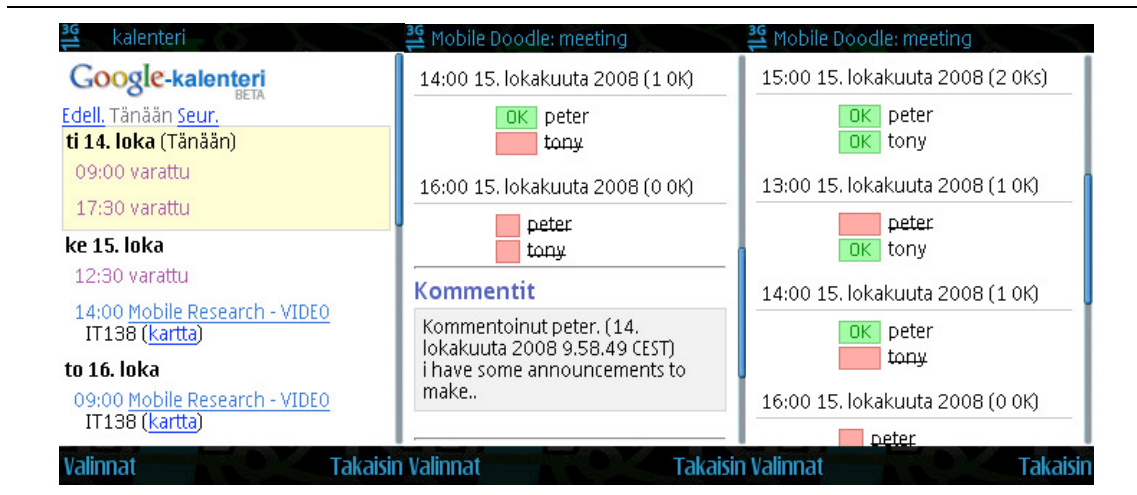 3G kalenteri
Google-kalenteri
BETA
Edell. Tänään Seur.
ti 14. loka (Tänään)
09:00 varattu
17:30 varattu
ke 15. loka
12:30 varattu
14:00 Mobile Research - VIDEO
IT138 (kartta)
to 16. loka
09:00 Mobile Research - VIDEO
IT138 (kartta)
Valinnat Takaisin
3G Mobile Doodle: meeting
14:00 15. lokakuuta 2008 (1 OK)
OK peter
tony
16:00 15. lokakuuta 2008 (0 OK)
peter
tony
Kommentit
Kommentoinut peter. (14.
lokakuuta 2008 9.58.49 CEST)
i have some announcements to
make..
Valinnat Takaisin
3G Mobile Doodle: meeting
15:00 15. lokakuuta 2008 (2 OKs)
OK peter
OK tony
13:00 15. lokakuuta 2008 (1 OK)
peter
OK tony
14:00 15. lokakuuta 2008 (1 OK)
OK peter
tony
16:00 15. lokakuuta 2008 (0 OK)
peter
Valinnat Takaisin